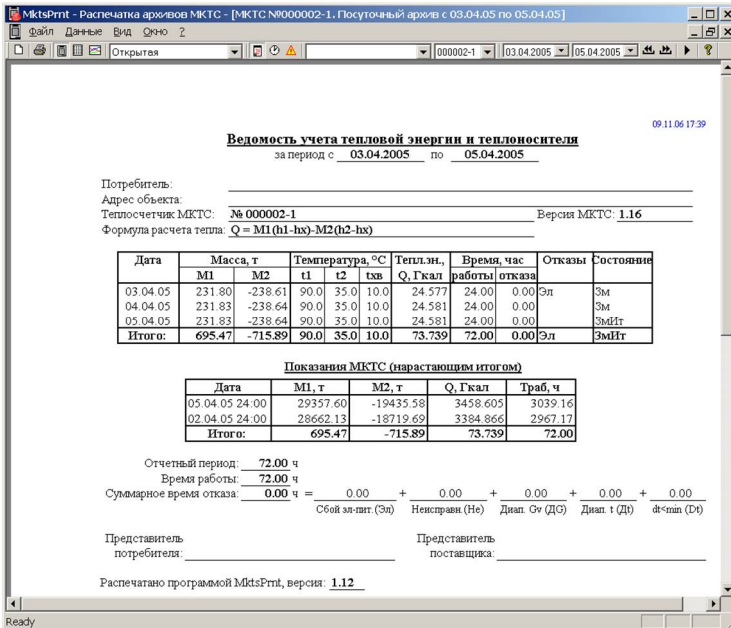 MktsPrnt - Распечатка архивов МКТС - [МКТС №000002-1. Посуточный архив с 03.04.05 по 05.04.05]
Файл Данные Вид Окно ?
Открытая 000002-1 03.04.2005 05.04.2005
09.11.06 17:39
Ведомость учета тепловой энергии и теплоносителя
за период с 03.04.2005 по 05.04.2005
Потребитель:
Адрес объекта:
Теплосчетчик МКТС: № 000002-1 Версия МКТС: 1.16
Формула расчета тепла: Q = M1(h1-hx)-M2(h2-hx)
Дата Масса, т Температура, °C Тепл.эн., Время, час Отказы Состояние
M1 M2 t1 t2 tхв Q, Гкал работы отказа
03.04.05 231.80 -238.61 90.0 35.0 10.0 24.577 24.00 0.00 Эл Зм
04.04.05 231.83 -238.64 90.0 35.0 10.0 24.581 24.00 0.00 Зм
05.04.05 231.83 -238.64 90.0 35.0 10.0 24.581 24.00 0.00 ЗмИт
Итого: 695.47 -715.89 90.0 35.0 10.0 73.739 72.00 0.00 Эл ЗмИт
Показания МКТС (нарастающим итогом)
Дата M1, т M2, т Q, Гкал Tраб, ч
05.04.05 24:00 29357.60 -19435.58 3458.605 3039.16
02.04.05 24:00 28662.13 -18719.69 3384.866 2967.17
Итого: 695.47 -715.89 73.739 72.00
Отчетный период: 72.00 ч
Время работы: 72.00 ч
Суммарное время отказа: 0.00 ч = 0.00 + 0.00 + 0.00 + 0.00 + 0.00
Сбой эл-пит.(Эл) Неисправн.(Не) Диап. Gv (ДG) Диап. t (Дt) dt<min (Dt)
Представитель Представитель
потребителя: поставщика:
Распечатано программой MktsPrnt, версия: 1.12
Ready